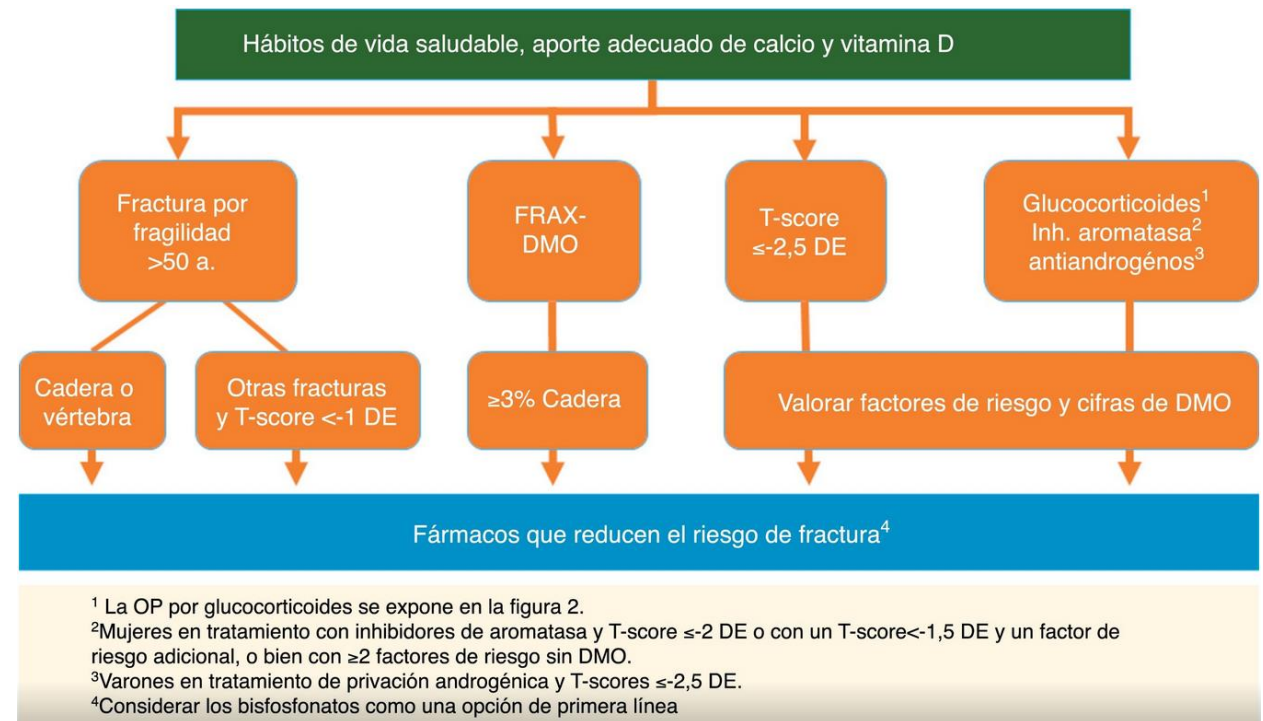 Hábitos de vida saludable, aporte adecuado de calcio y vitamina D
Fractura por
fragilidad
>50 a.
FRAX-
DMO
T-score
≤-2,5 DE
Glucocorticoides¹
Inh. aromatasa²
antiandrogénos³
Cadera o
vértebra
Otras fracturas
y T-score <-1 DE
≥3% Cadera
Valorar factores de riesgo y cifras de DMO
Fármacos que reducen el riesgo de fractura⁴
¹ La OP por glucocorticoides se expone en la figura 2.
²Mujeres en tratamiento con inhibidores de aromatasa y T-score ≤-2 DE o con un T-score<-1,5 DE y un factor de
riesgo adicional, o bien con ≥2 factores de riesgo sin DMO.
³Varones en tratamiento de privación androgénica y T-scores ≤-2,5 DE.
⁴Considerar los bisfosfonatos como una opción de primera línea